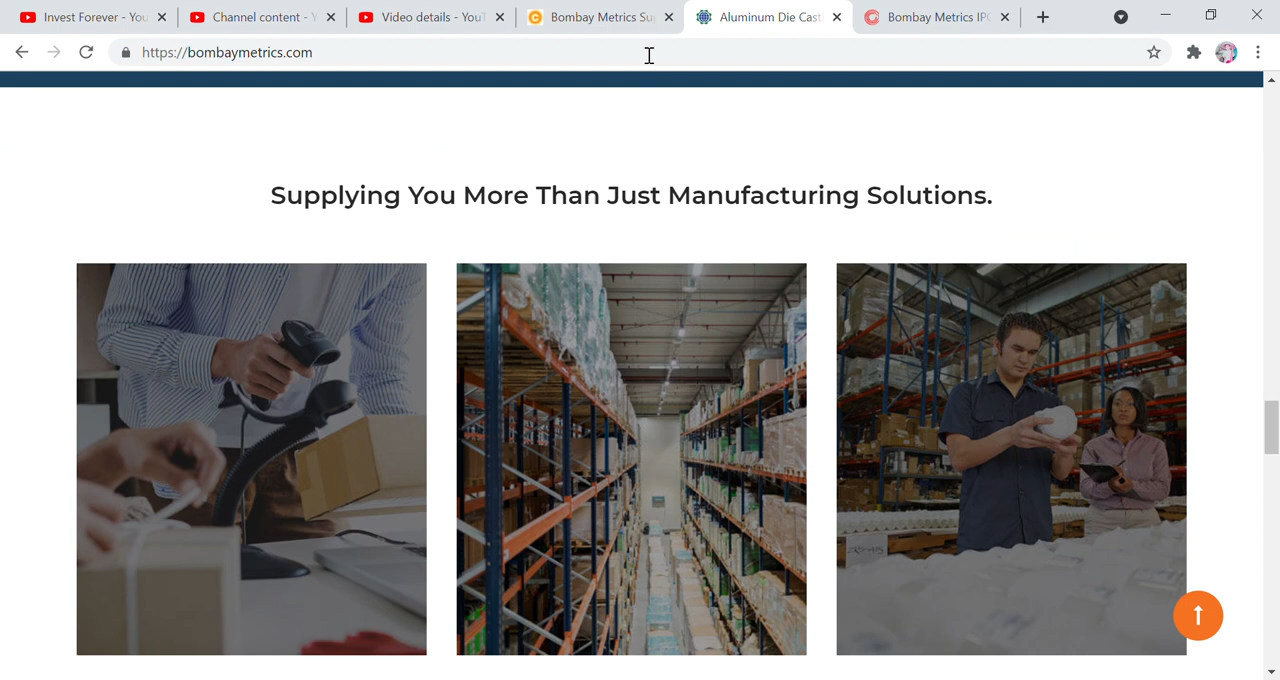 Invest Forever - You
Channel content - Y
Video details - YouT
Bombay Metrics Su
Aluminum Die Cast
Bombay Metrics IPO
https://bombaymetrics.com
Supplying You More Than Just Manufacturing Solutions.